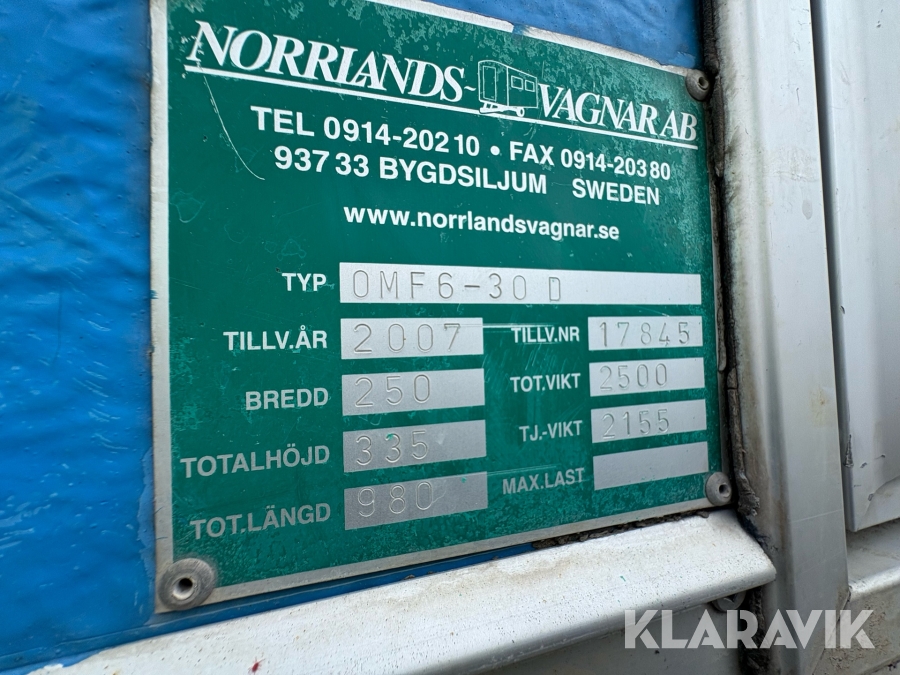 NORRLANDS- VAGNAR AB
TEL 0914-202 10 • FAX 0914-203 80
937 33 BYGDSILJUM SWEDEN
www.norrlandsvagnar.se
TYP OMF6-30 D
TILLV.ÅR 2007 TILLV.NR 17845
BREDD 250 TOT.VIKT 2500
TOTALHÖJD 335 TJ.-VIKT 2155
TOT.LÄNGD 980 MAX.LAST
KLARAVIK